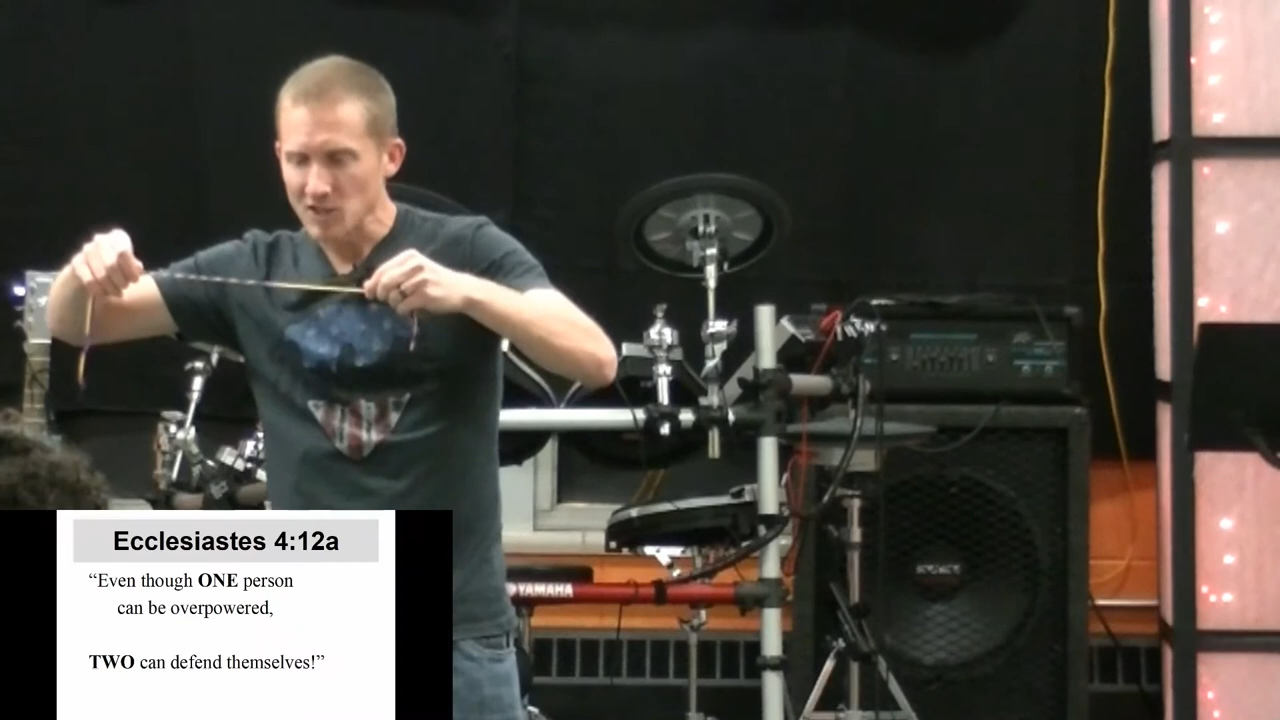 YAMAHA
Ecclesiastes 4:12a
“Even though ONE person
can be overpowered,
TWO can defend themselves!”